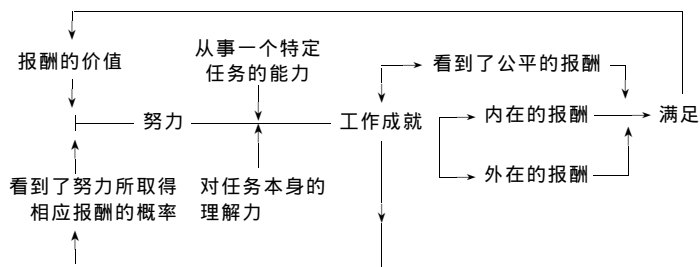 报酬的价值
从事一个特定
任务的能力
看到了公平的报酬
努力
工作成就
内在的报酬
满足
外在的报酬
看到了努力所取得
相应报酬的概率
对任务本身的
理解力